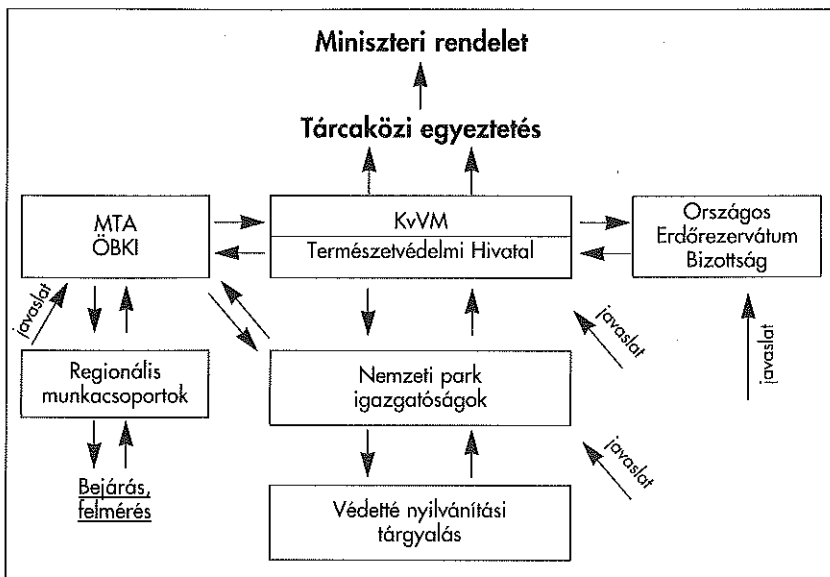 Miniszteri rendelet
Tárcaközi egyeztetés
MTA
ÖBKI
KvVM
Természetvédelmi Hivatal
Országos
Erdőrezervátum
Bizottság
javaslat
Regionális
munkacsoportok
Nemzeti park
igazgatóságok
javaslat
javaslat
Bejárás,
felmérés
Védetté nyilvánítási
tárgyalás
javaslat